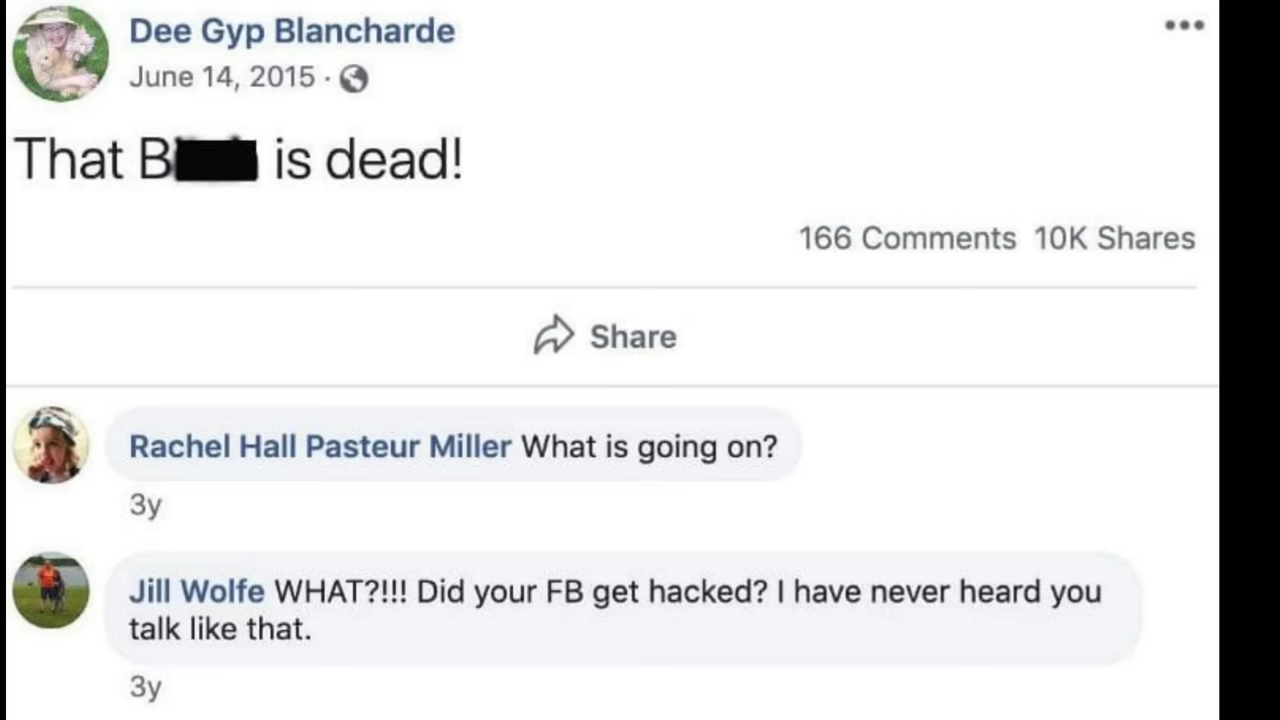 Dee Gyp Blancharde
June 14, 2015 ·
That B is dead!
166 Comments 10K Shares
Share
Rachel Hall Pasteur Miller What is going on?
3y
Jill Wolfe WHAT?!!! Did your FB get hacked? I have never heard you
talk like that.
3y